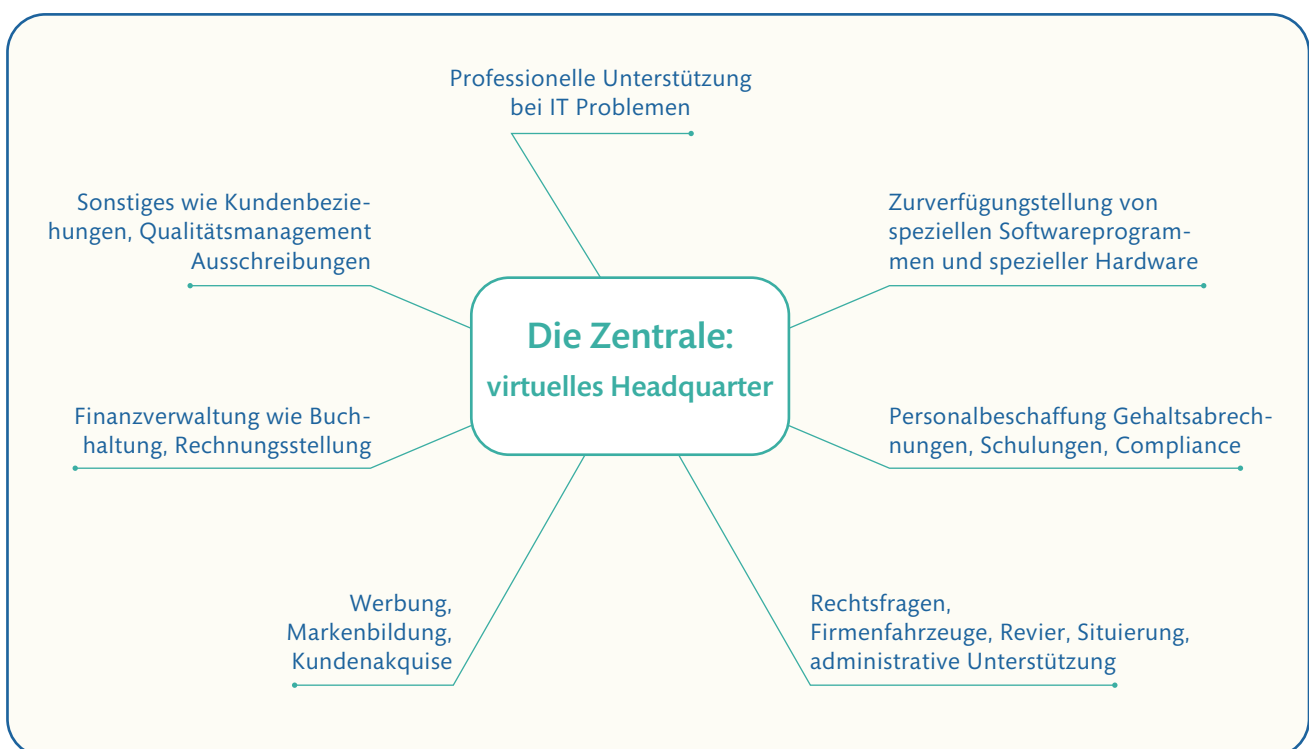 Professionelle Unterstützung
bei IT Problemen
Sonstiges wie Kundenbezie-
hungen, Qualitätsmanagement
Ausschreibungen
Zurverfügungstellung von
speziellen Softwareprogram-
men und spezieller Hardware
Die Zentrale:
virtuelles Headquarter
Finanzverwaltung wie Buch-
haltung, Rechnungsstellung
Personalbeschaffung Gehaltsabrech-
nungen, Schulungen, Compliance
Werbung,
Markenbildung,
Kundenakquise
Rechtsfragen,
Firmenfahrzeuge, Revier, Situierung,
administrative Unterstützung